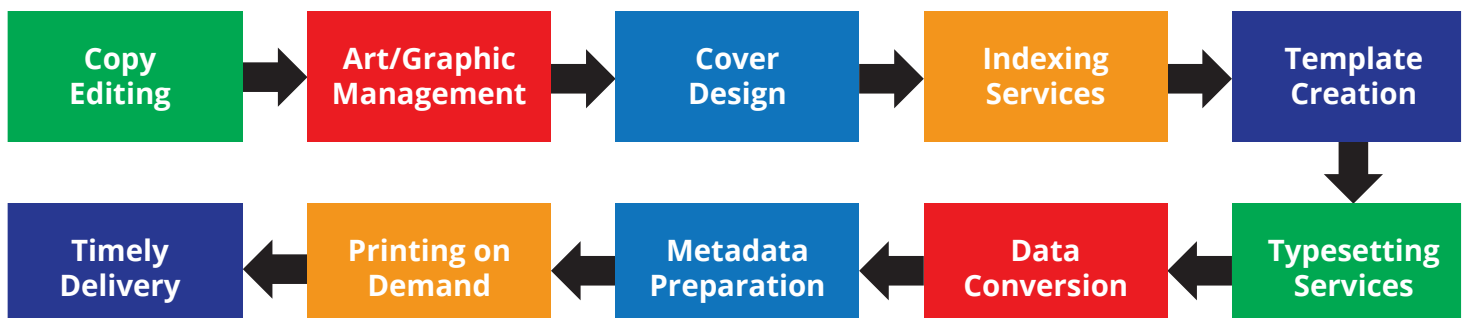 Copy
Editing
Art/Graphic
Management
Cover
Design
Indexing
Services
Template
Creation
Typesetting
Services
Data
Conversion
Metadata
Preparation
Printing on
Demand
Timely
Delivery